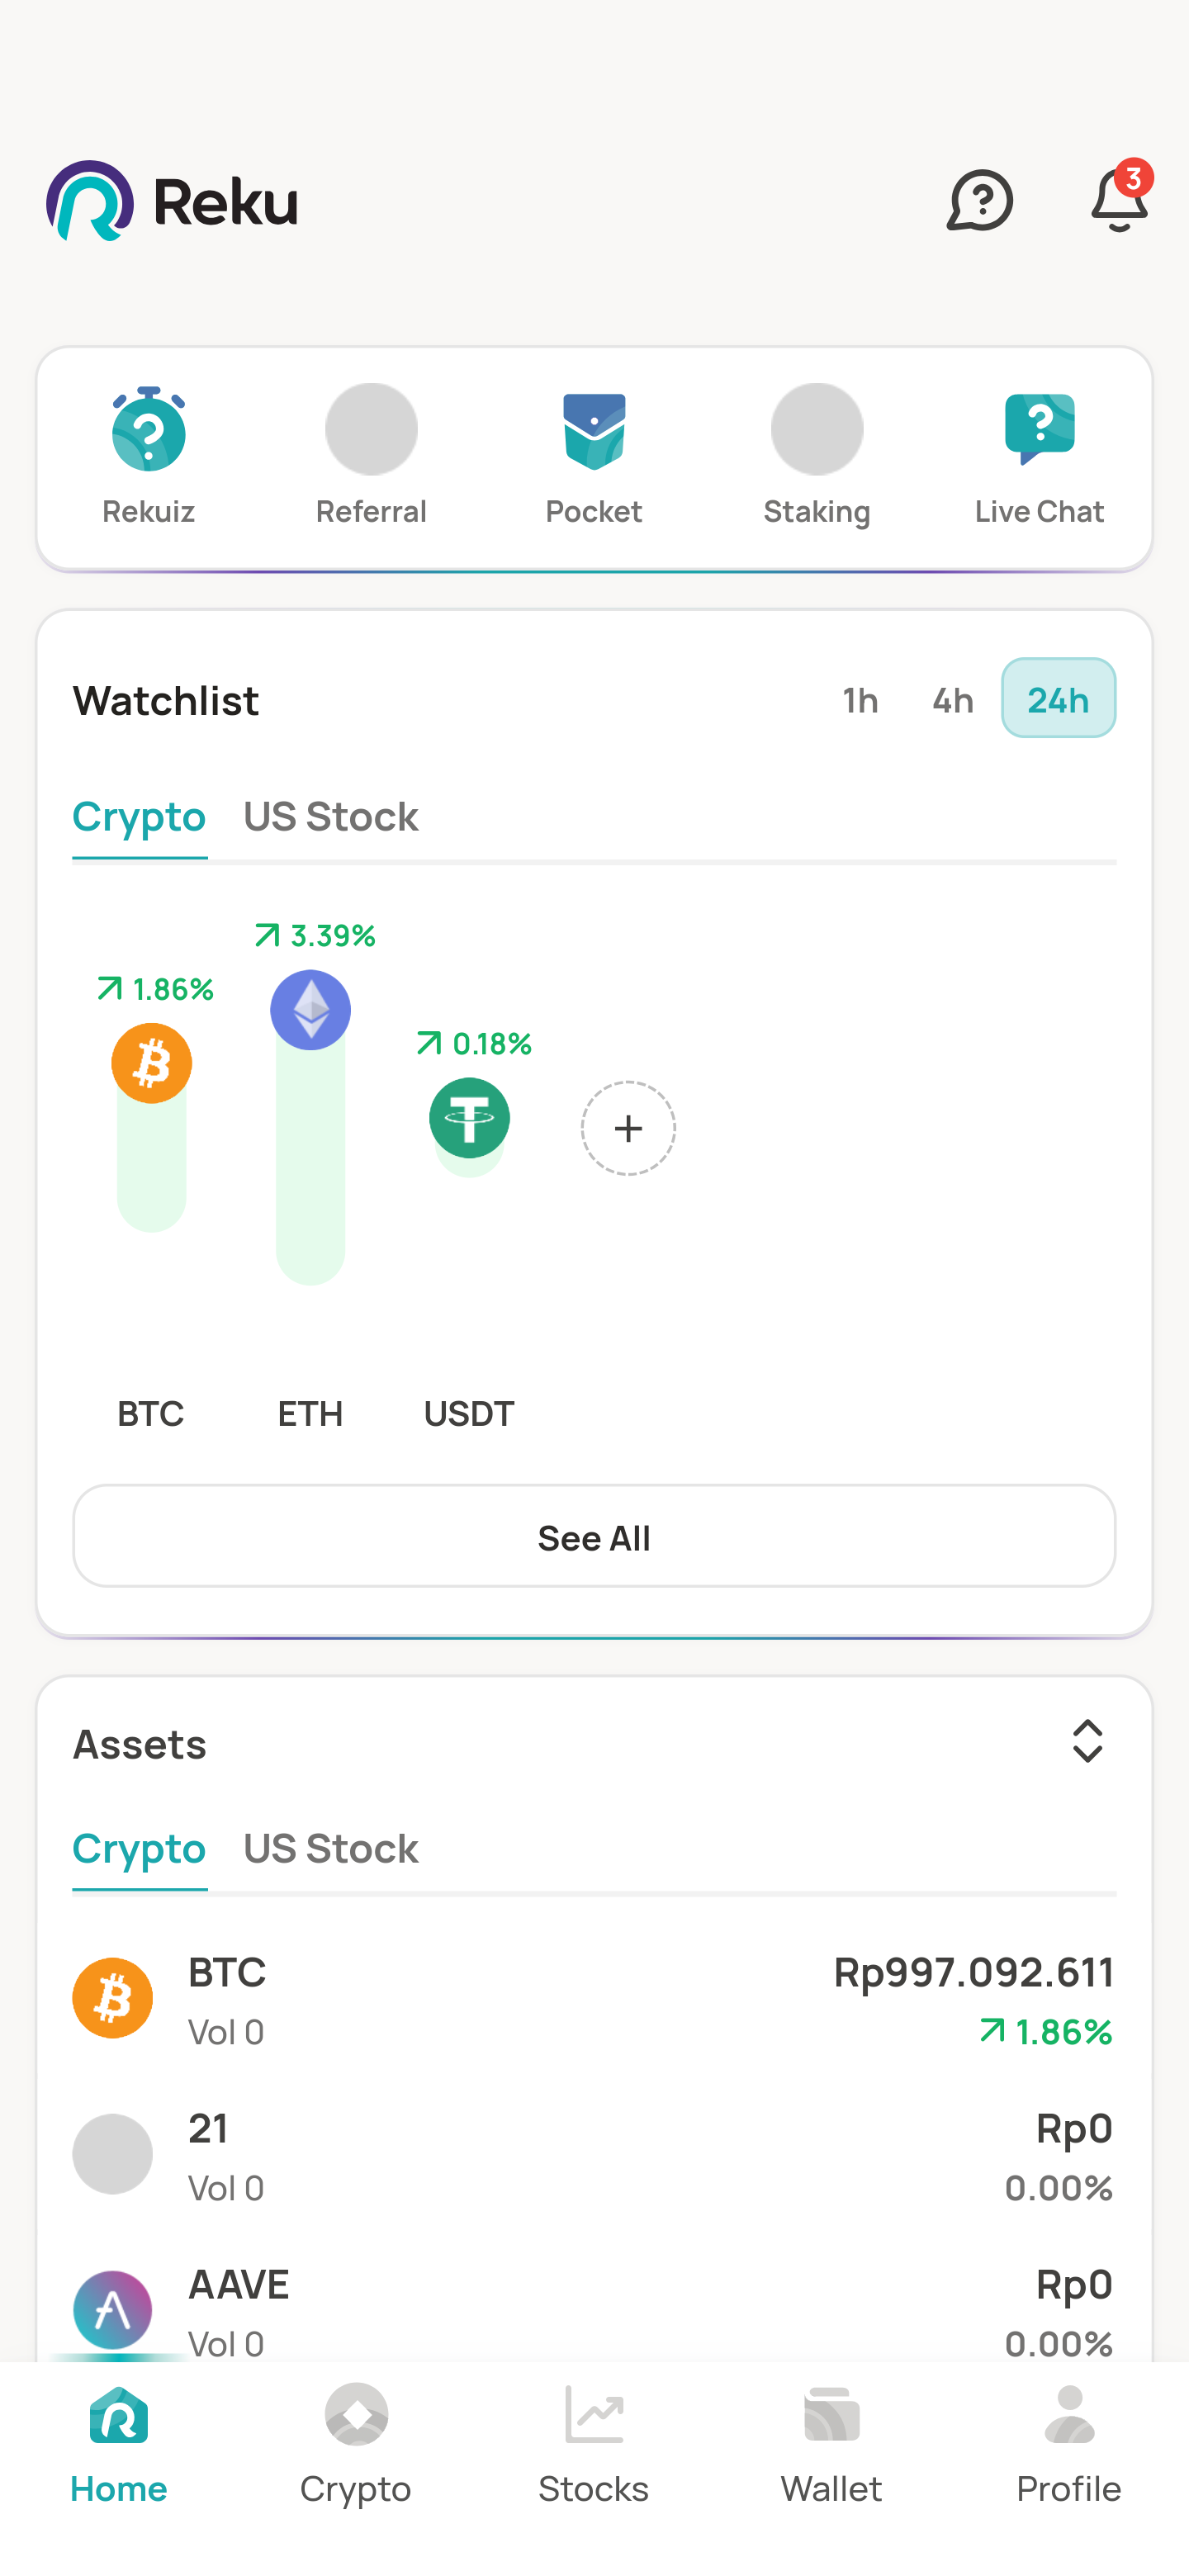 Reku
3
Rekuiz
Referral
Pocket
Staking
Live Chat
Watchlist
1h
4h
24h
Crypto
US Stock
1.86%
3.39%
0.18%
+
BTC
ETH
USDT
See All
Assets
Crypto
US Stock
BTC
Rp997.092.611
Vol 0
1.86%
21
Rp0
Vol 0
0.00%
AAVE
Rp0
Vol 0
0.00%
Home
Crypto
Stocks
Wallet
Profile